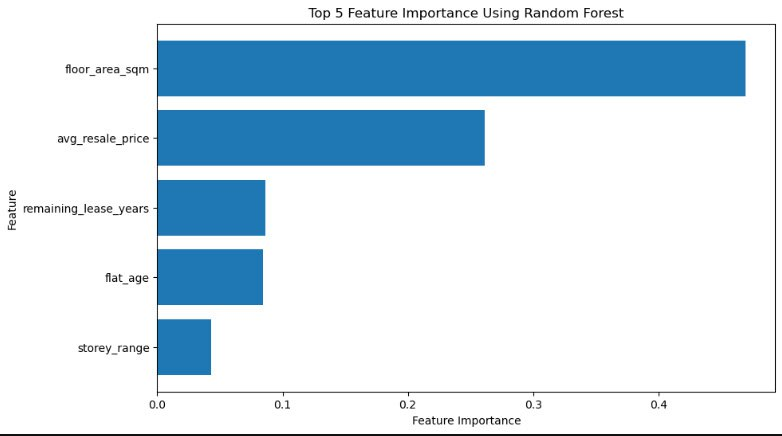 Top 5 Feature Importance Using Random Forest
Feature
floor_area_sqm
avg_resale_price
remaining_lease_years
flat_age
storey_range
0.0 0.1 0.2 0.3 0.4
Feature Importance